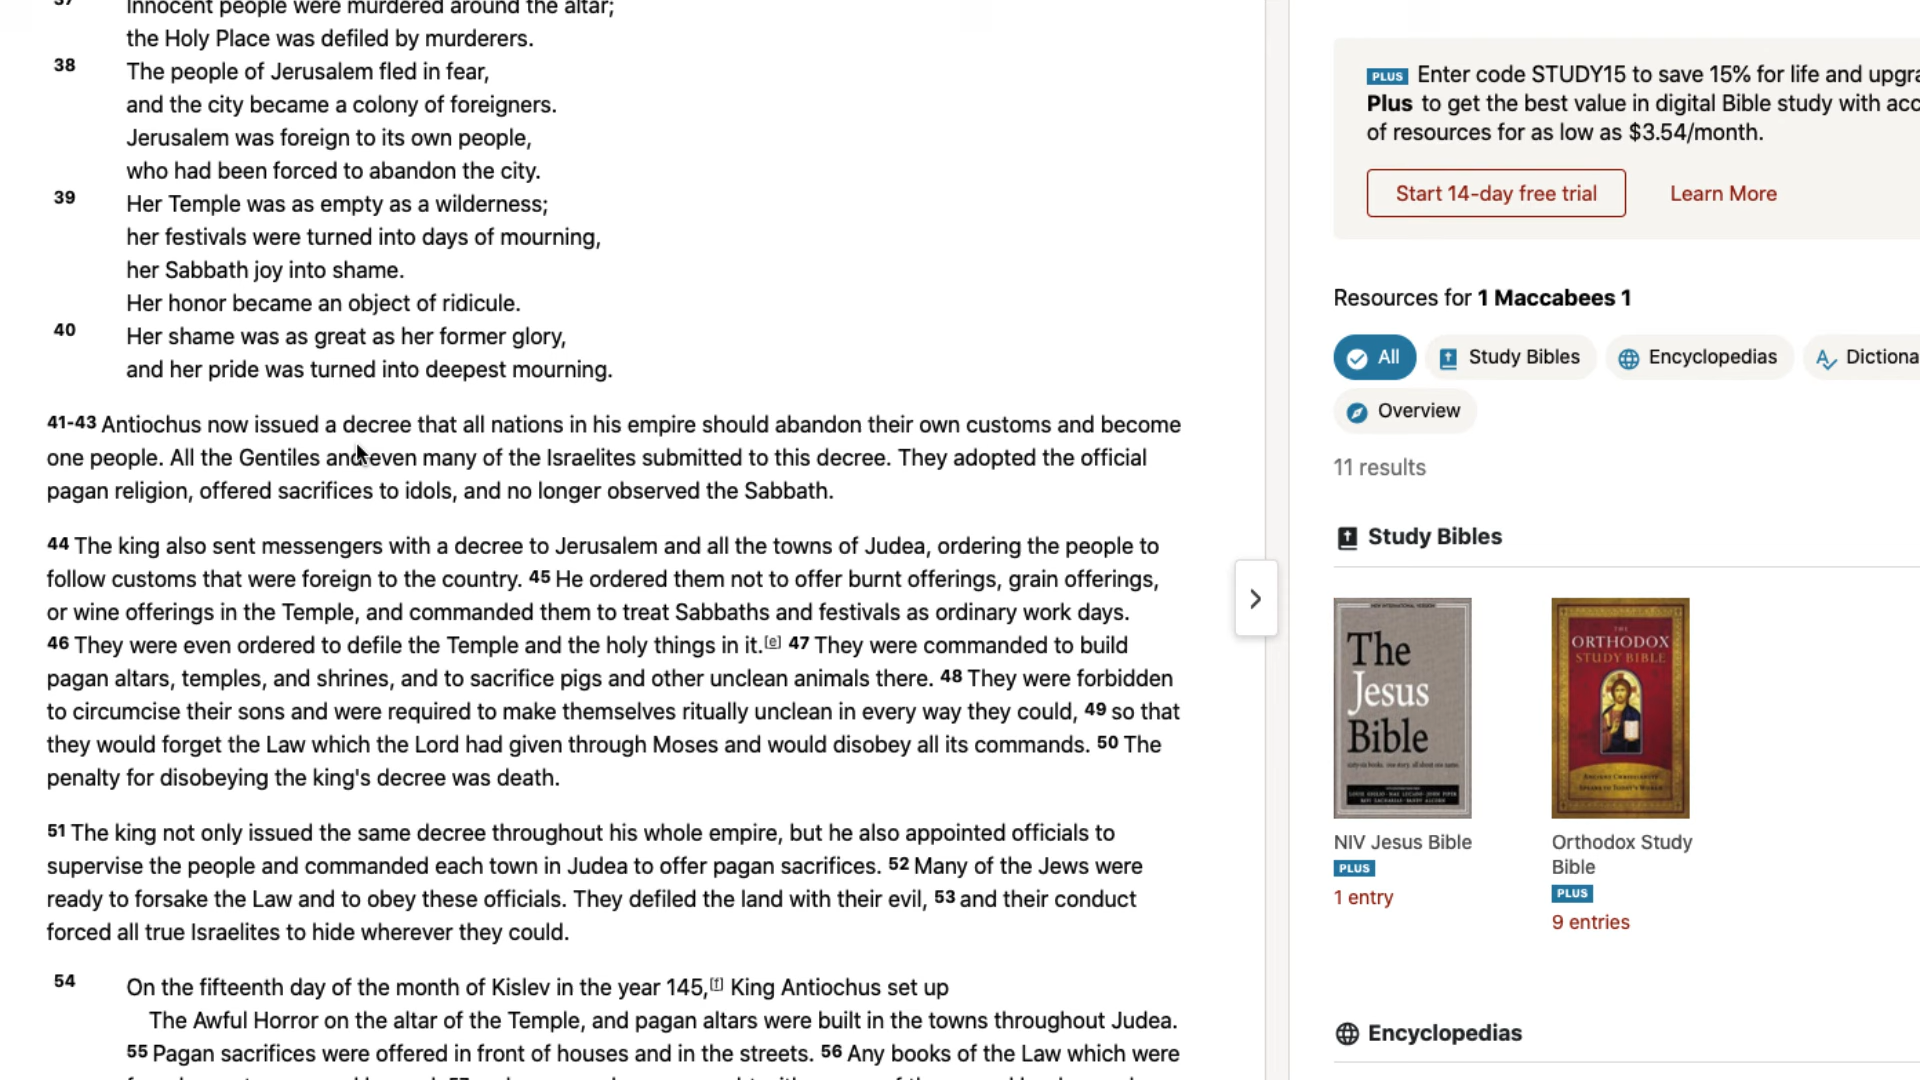 37 Innocent people were murdered around the altar;
the Holy Place was defiled by murderers.
38 The people of Jerusalem fled in fear,
and the city became a colony of foreigners.
Jerusalem was foreign to its own people,
who had been forced to abandon the city.
39 Her Temple was as empty as a wilderness;
her festivals were turned into days of mourning,
her Sabbath joy into shame.
Her honor became an object of ridicule.
40 Her shame was as great as her former glory,
and her pride was turned into deepest mourning.
41-43 Antiochus now issued a decree that all nations in his empire should abandon their own customs and become
one people. All the Gentiles and even many of the Israelites submitted to this decree. They adopted the official
pagan religion, offered sacrifices to idols, and no longer observed the Sabbath.
44 The king also sent messengers with a decree to Jerusalem and all the towns of Judea, ordering the people to
follow customs that were foreign to the country. 45 He ordered them not to offer burnt offerings, grain offerings,
or wine offerings in the Temple, and commanded them to treat Sabbaths and festivals as ordinary work days.
46 They were even ordered to defile the Temple and the holy things in it.[e] 47 They were commanded to build
pagan altars, temples, and shrines, and to sacrifice pigs and other unclean animals there. 48 They were forbidden
to circumcise their sons and were required to make themselves ritually unclean in every way they could, 49 so that
they would forget the Law which the Lord had given through Moses and would disobey all its commands. 50 The
penalty for disobeying the king's decree was death.
51 The king not only issued the same decree throughout his whole empire, but he also appointed officials to
supervise the people and commanded each town in Judea to offer pagan sacrifices. 52 Many of the Jews were
ready to forsake the Law and to obey these officials. They defiled the land with their evil, 53 and their conduct
forced all true Israelites to hide wherever they could.
54 On the fifteenth day of the month of Kislev in the year 145,[f] King Antiochus set up
The Awful Horror on the altar of the Temple, and pagan altars were built in the towns throughout Judea.
55 Pagan sacrifices were offered in front of houses and in the streets. 56 Any books of the Law which were
PLUS Enter code STUDY15 to save 15% for life and upgra
Plus to get the best value in digital Bible study with acc
of resources for as low as $3.54/month.
Start 14-day free trial
Learn More
Resources for 1 Maccabees 1
All
Study Bibles
Encyclopedias
Dictiona
Overview
11 results
Study Bibles
NEW INTERNATIONAL VERSION
The
Jesus
Bible
THE
ORTHODOX
STUDY BIBLE
NIV Jesus Bible
PLUS
1 entry
Orthodox Study
Bible
PLUS
9 entries
Encyclopedias